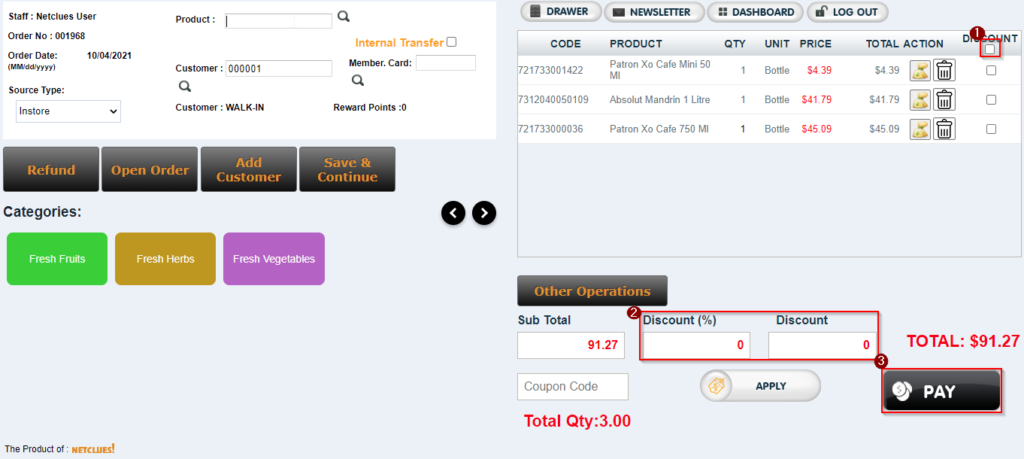 Staff : Netclues User
Product :
Order No : 001968
Internal Transfer
Order Date: 10/04/2021
(MM/dd/yyyy)
Customer : 000001
Member. Card:
Source Type:
Instore
Customer : WALK-IN
Reward Points :0
Refund
Open Order
Add Customer
Save & Continue
Categories:
Fresh Fruits
Fresh Herbs
Fresh Vegetables
The Product of : NETCLUES!
DRAWER
NEWSLETTER
DASHBOARD
LOG OUT
1
CODE PRODUCT QTY UNIT PRICE TOTAL ACTION DISCOUNT
721733001422 Patron Xo Cafe Mini 50 Ml 1 Bottle $4.39 $4.39
7312040050109 Absolut Mandrin 1 Litre 1 Bottle $41.79 $41.79
721733000036 Patron Xo Cafe 750 Ml 1 Bottle $45.09 $45.09
Other Operations
2
Sub Total Discount (%) Discount
91.27 0 0
TOTAL: $91.27
3
Coupon Code
APPLY
PAY
Total Qty:3.00